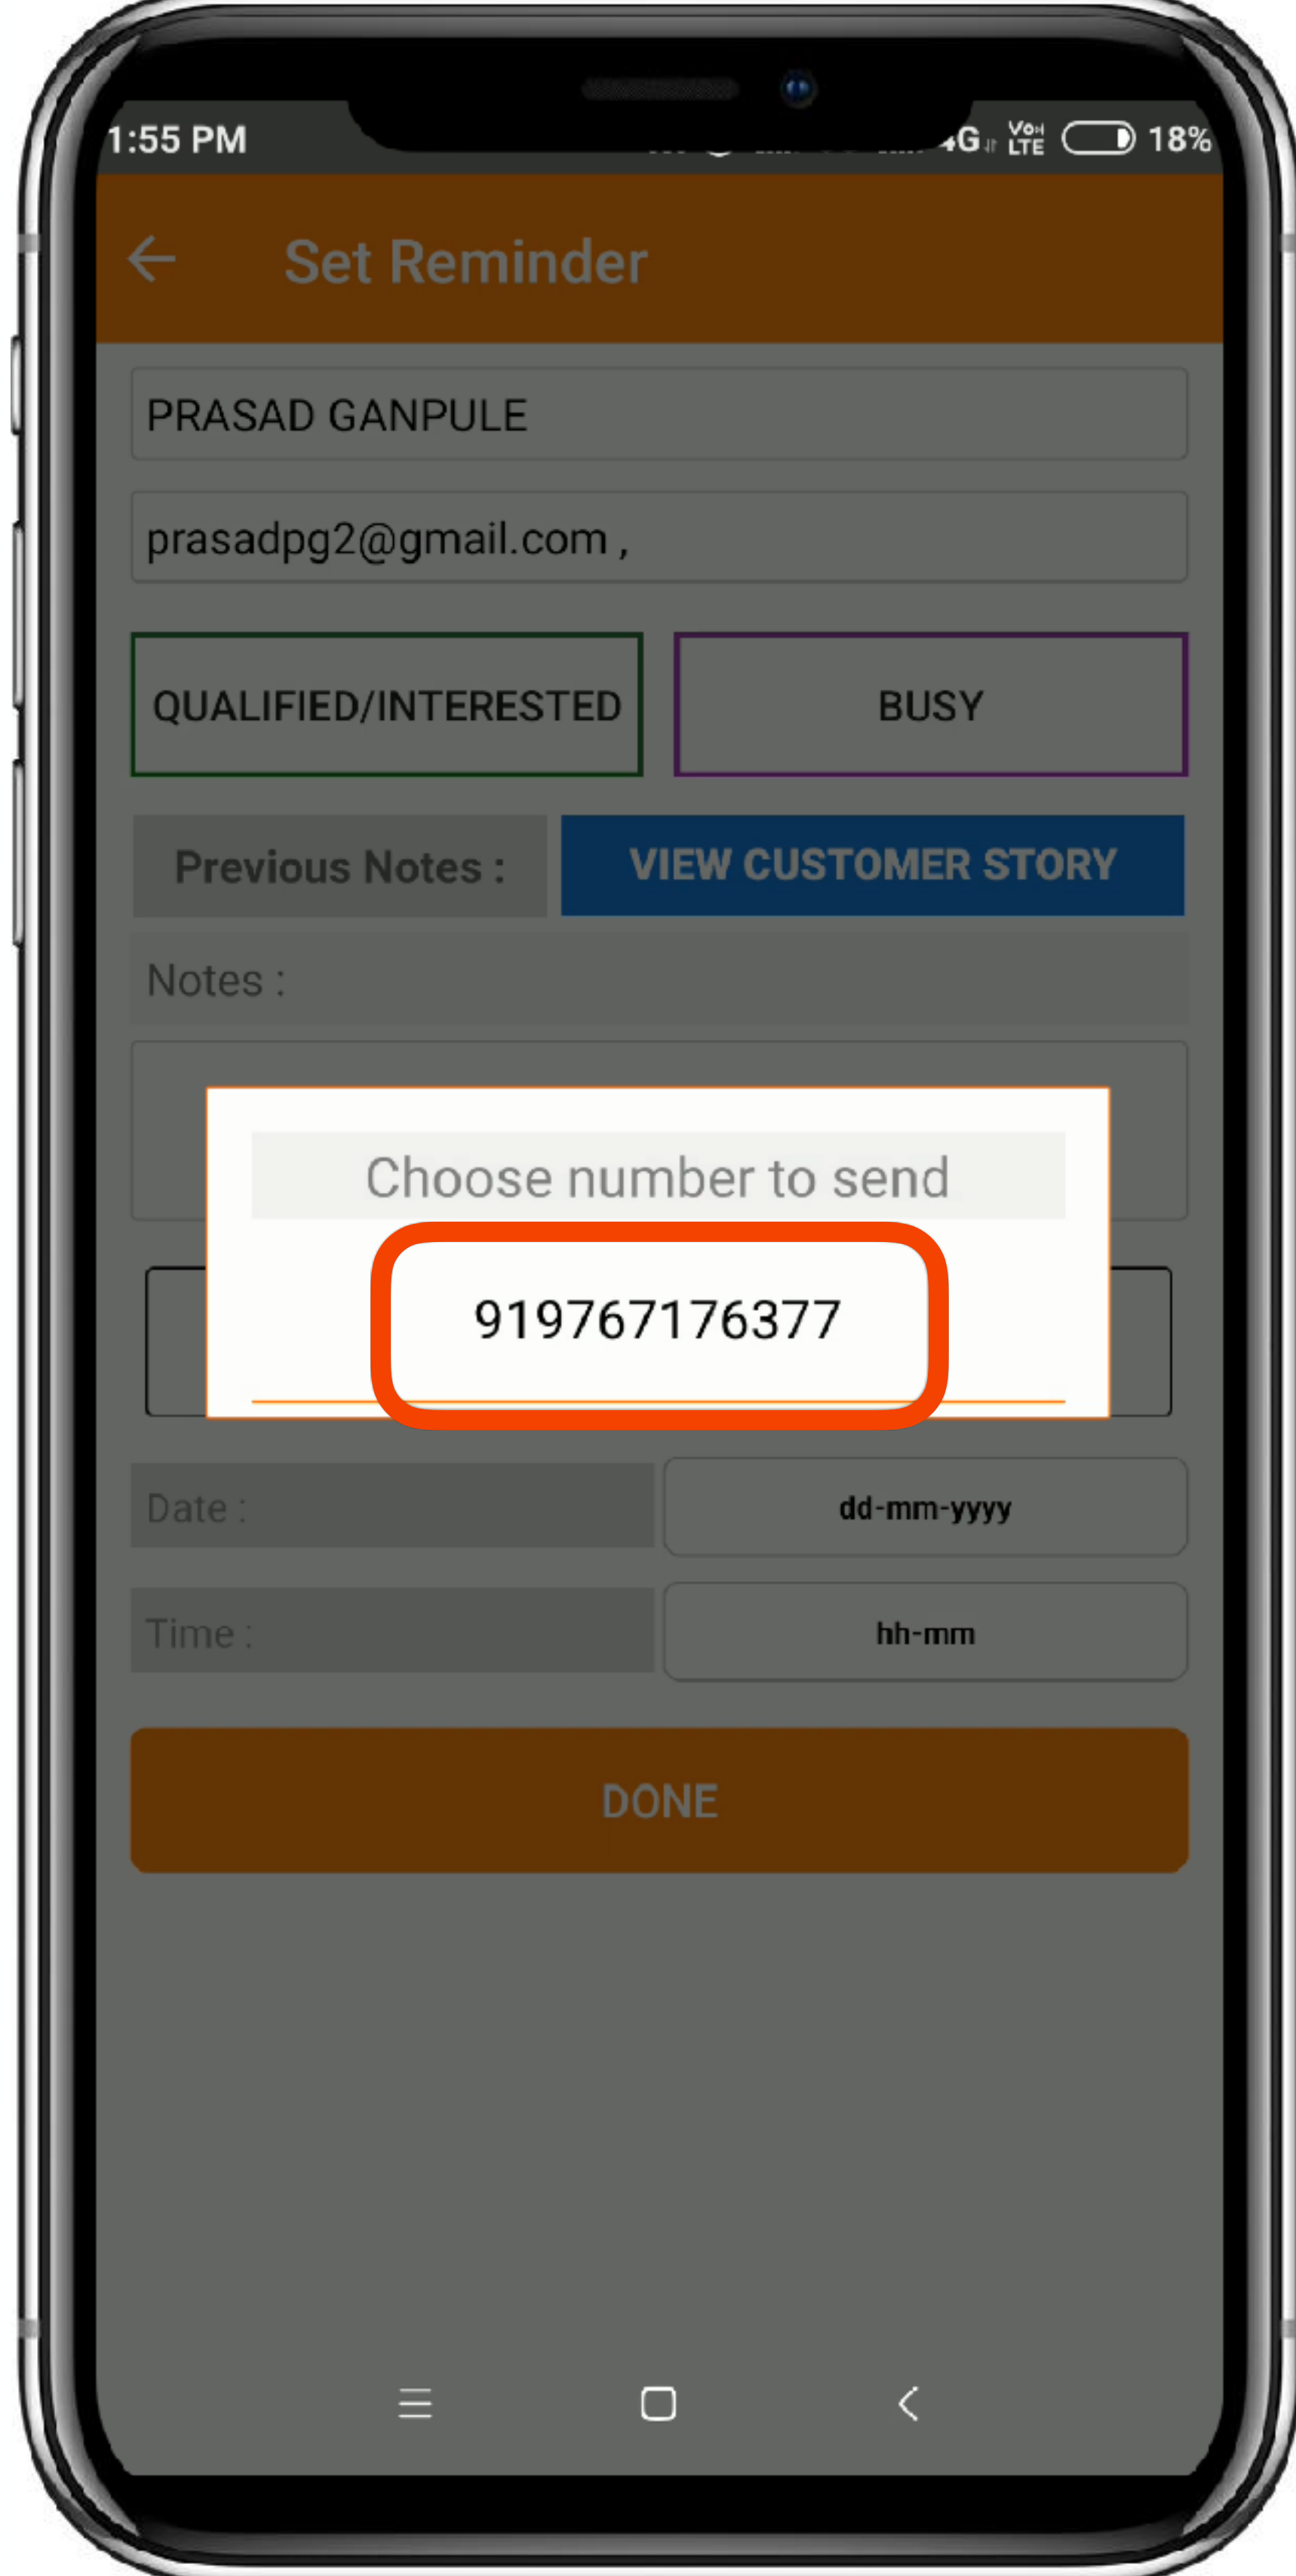 1:55 PM 4G VoLTE 18%
Set Reminder
PRASAD GANPULE
prasadpg2@gmail.com ,
QUALIFIED/INTERESTED BUSY
Previous Notes : VIEW CUSTOMER STORY
Notes :
Choose number to send
919767176377
Date : dd-mm-yyyy
Time : hh-mm
DONE